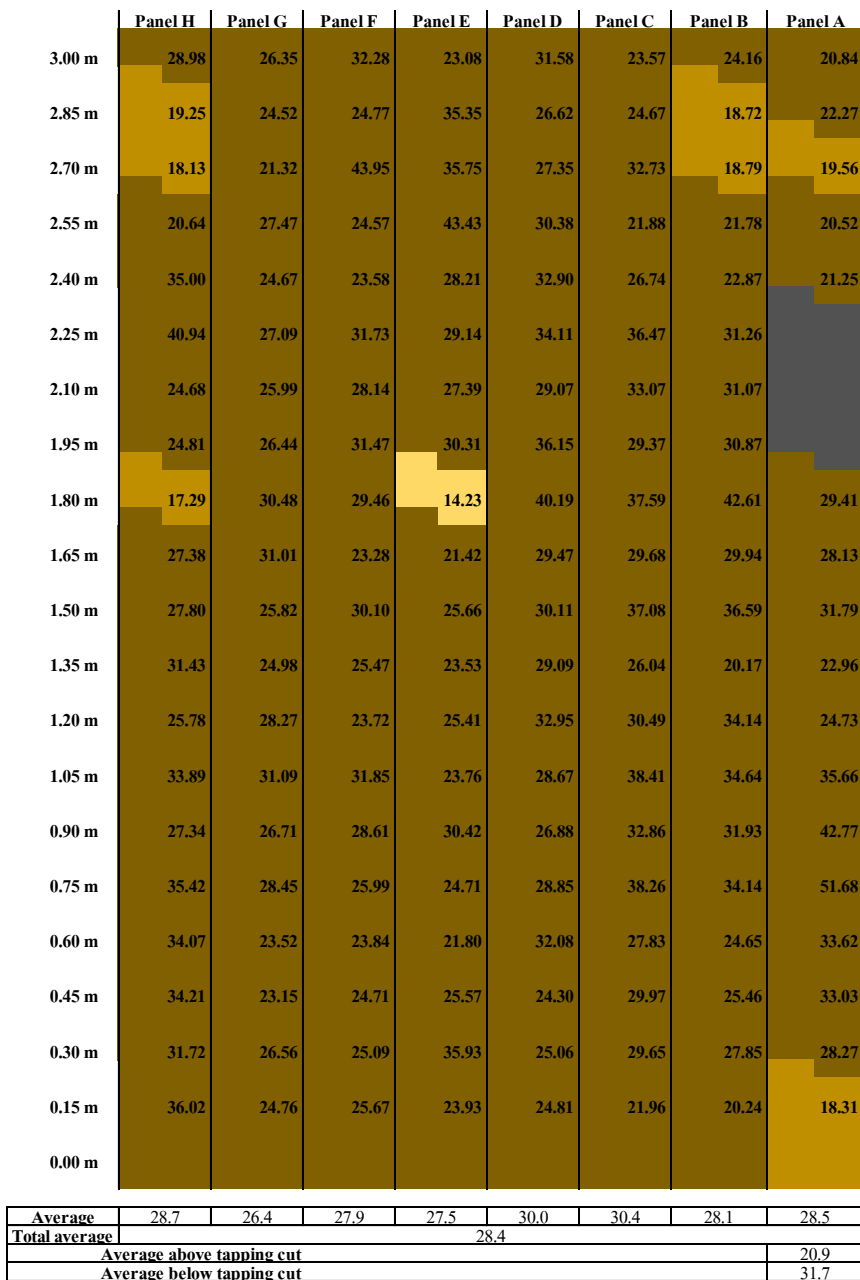 Panel H Panel G Panel F Panel E Panel D Panel C Panel B Panel A
3.00 m 28.98 26.35 32.28 23.08 31.58 23.57 24.16 20.84
2.85 m 19.25 24.52 24.77 35.35 26.62 24.67 18.72 22.27
2.70 m 18.13 21.32 43.95 35.75 27.35 32.73 18.79 19.56
2.55 m 20.64 27.47 24.57 43.43 30.38 21.88 21.78 20.52
2.40 m 35.00 24.67 23.58 28.21 32.90 26.74 22.87 21.25
2.25 m 40.94 27.09 31.73 29.14 34.11 36.47 31.26
2.10 m 24.68 25.99 28.14 27.39 29.07 33.07 31.07
1.95 m 24.81 26.44 31.47 30.31 36.15 29.37 30.87
1.80 m 17.29 30.48 29.46 14.23 40.19 37.59 42.61 29.41
1.65 m 27.38 31.01 23.28 21.42 29.47 29.68 29.94 28.13
1.50 m 27.80 25.82 30.10 25.66 30.11 37.08 36.59 31.79
1.35 m 31.43 24.98 25.47 23.53 29.09 26.04 20.17 22.96
1.20 m 25.78 28.27 23.72 25.41 32.95 30.49 34.14 24.73
1.05 m 33.89 31.09 31.85 23.76 28.67 38.41 34.64 35.66
0.90 m 27.34 26.71 28.61 30.42 26.88 32.86 31.93 42.77
0.75 m 35.42 28.45 25.99 24.71 28.85 38.26 34.14 51.68
0.60 m 34.07 23.52 23.84 21.80 32.08 27.83 24.65 33.62
0.45 m 34.21 23.15 24.71 25.57 24.30 29.97 25.46 33.03
0.30 m 31.72 26.56 25.09 35.93 25.06 29.65 27.85 28.27
0.15 m 36.02 24.76 25.67 23.93 24.81 21.96 20.24 18.31
0.00 m
Average 28.7 26.4 27.9 27.5 30.0 30.4 28.1 28.5
Total average 28.4
Average above tapping cut 20.9
Average below tapping cut 31.7